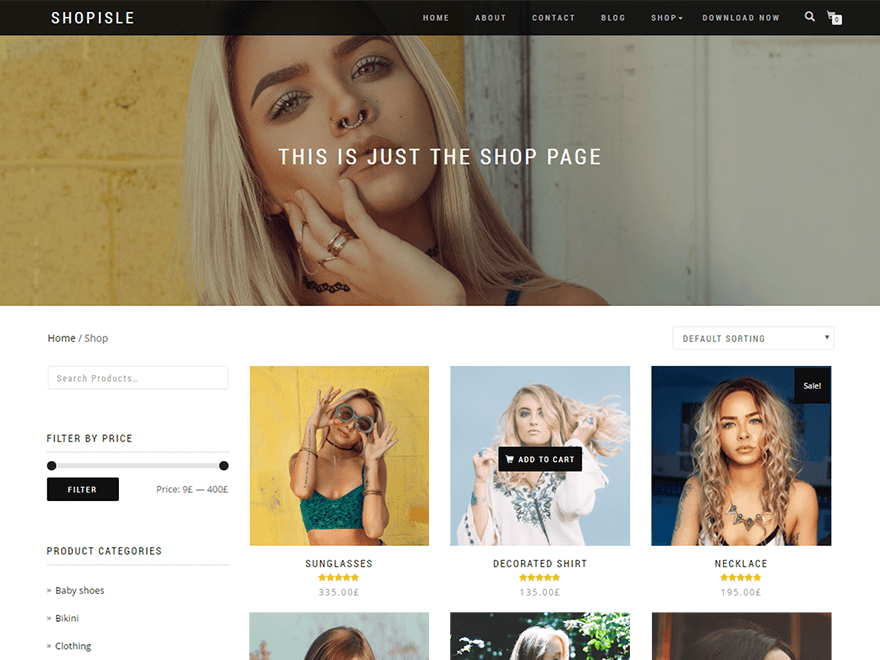 SHOPISLE
HOME ABOUT CONTACT BLOG SHOP DOWNLOAD NOW 0
THIS IS JUST THE SHOP PAGE
Home / Shop
DEFAULT SORTING
Search Products...
FILTER BY PRICE
FILTER
Price: 9£ — 400£
PRODUCT CATEGORIES
» Baby shoes
» Bikini
» Clothing
SUNGLASSES
335.00£
ADD TO CART
DECORATED SHIRT
135.00£
Sale!
NECKLACE
195.00£